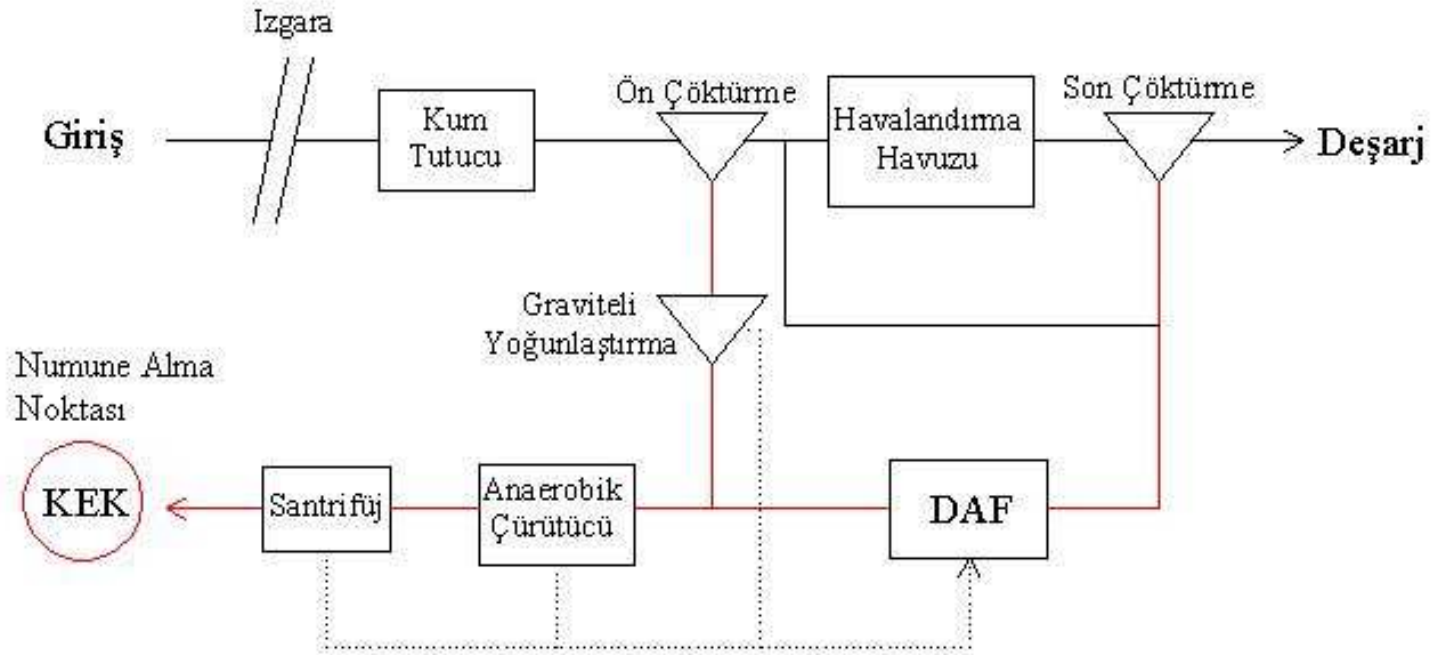 Izgara
Giriş
Kum
Tutucu
Ön Çöktürme
Havalandırma
Havuzu
Son Çöktürme
Deşarj
Graviteli
Yoğunlaştırma
Numune Alma
Noktası
KEK
Santrifüj
Anaerobik
Çürütücü
DAF